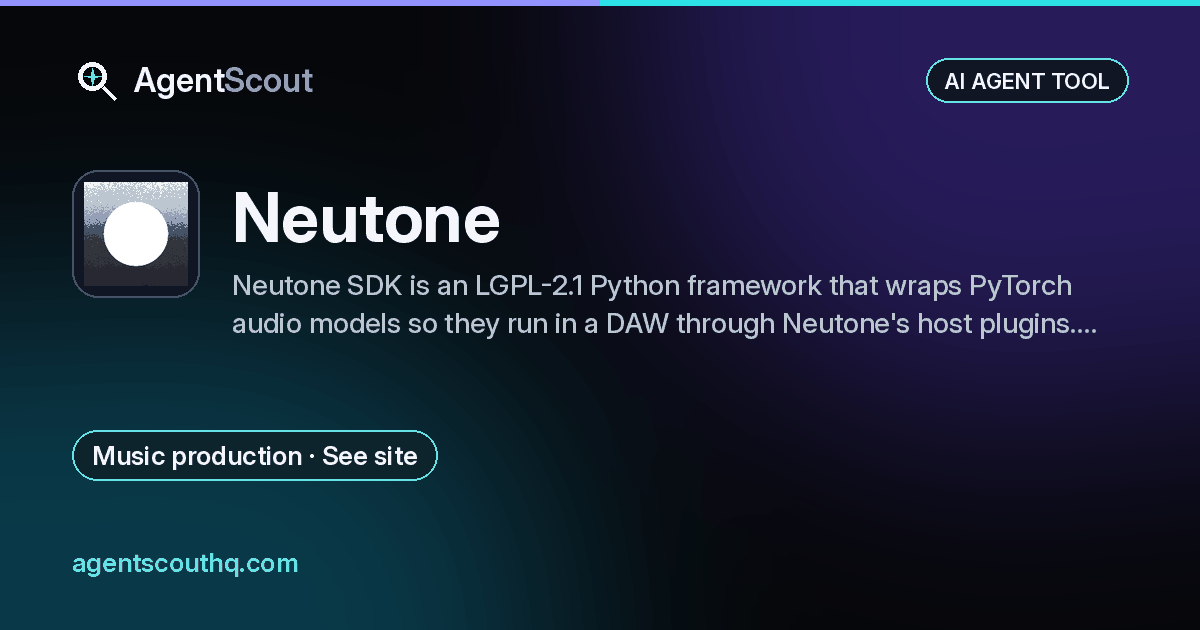 AgentScout
AI AGENT TOOL
Neutone
Neutone SDK is an LGPL-2.1 Python framework that wraps PyTorch
audio models so they run in a DAW through Neutone's host plugins....
Music production · See site
agentscouthq.com